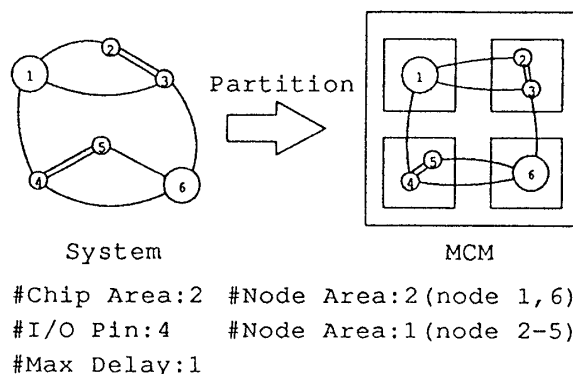 1
2
3
4
5
6
Partition
1
2
3
4
5
6
System
MCM
#Chip Area:2 #Node Area:2(node 1,6)
#I/O Pin:4 #Node Area:1(node 2-5)
#Max Delay:1